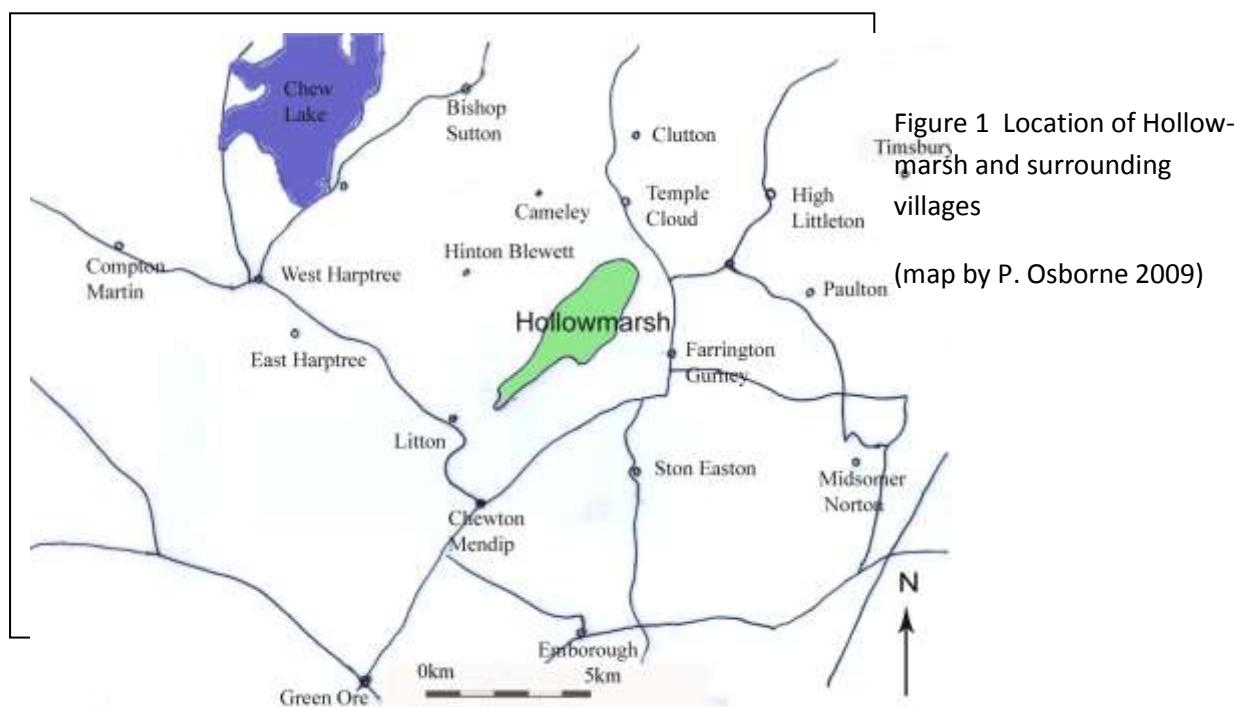 Chew
Lake
Bishop
Sutton
Clutton
Figure 1 Location of Hollow-
marsh and surrounding
villages
(map by P. Osborne 2009)
Timsbury
Cameley
Temple
Cloud
High
Littleton
Compton
Martin
West Harptree
Hinton Blewett
Paulton
East Harptree
Hollowmarsh
Farrington
Gurney
Litton
Ston Easton
Midsomer
Norton
Chewton
Mendip
N
Emborough
0km
5km
Green Ore